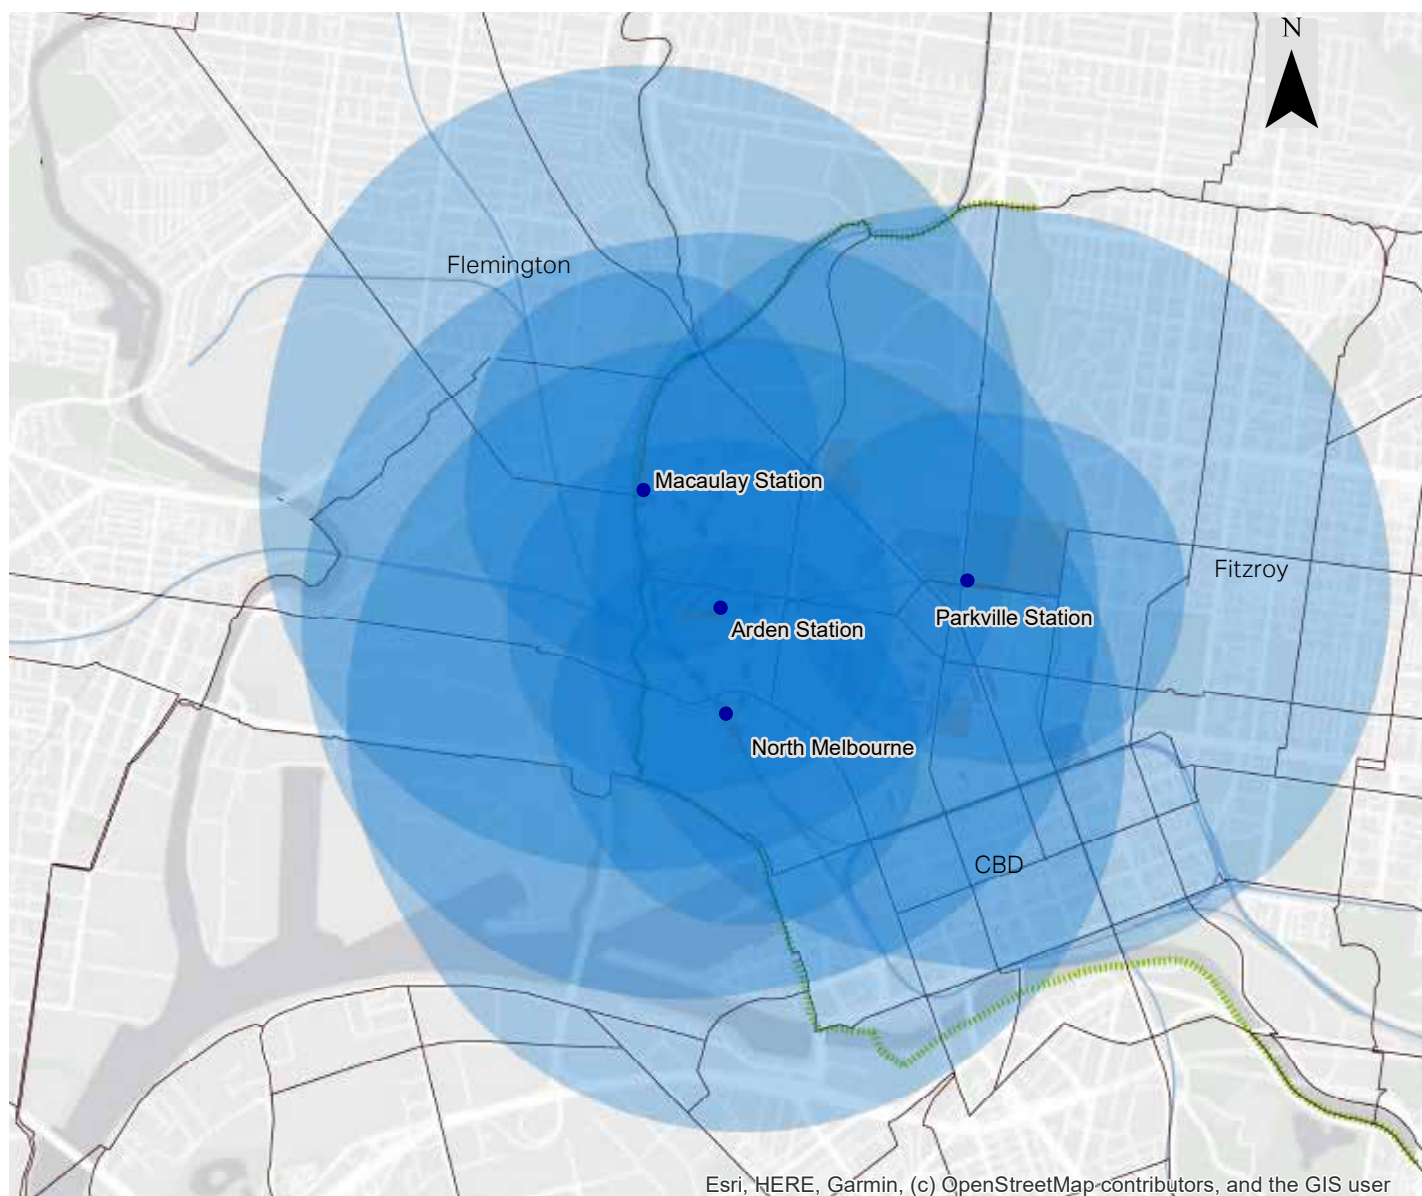 N
Flemington
Macaulay Station
Fitzroy
Parkville Station
Arden Station
North Melbourne
CBD
Esri, HERE, Garmin, (c) OpenStreetMap contributors, and the GIS user